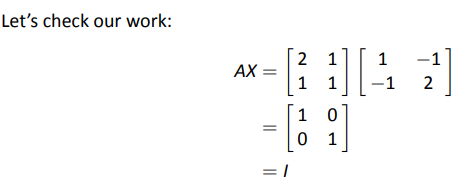 Let's check our work:
AX = [ 2 1 ] [ 1 −1 ]
[ 1 1 ] [ −1 2 ]
= [ 1 0 ]
[ 0 1 ]
= I